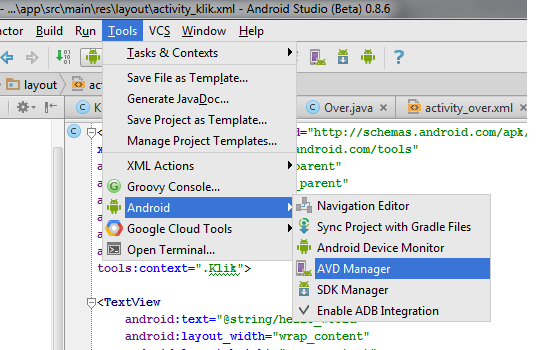 ...\app\src\main\res\layout\activity_klik.xml - Android Studio (Beta) 0.8.6
actor Build Run Tools VCS Window Help
layout ac
Tasks & Contexts
Save File as Template...
Generate JavaDoc...
Save Project as Template...
Manage Project Templates...
XML Actions
Groovy Console...
Android
Google Cloud Tools
Open Terminal...
Navigation Editor
Sync Project with Gradle Files
Android Device Monitor
AVD Manager
SDK Manager
Enable ADB Integration
K Over.java activity_over.xml
< d="http://schemas.android.com/apk/
x android.com/tools"
a parent"
a _parent"
tools:context=".Klik">
<TextView
android:text="@string/
android:layout_width="wrap_content"